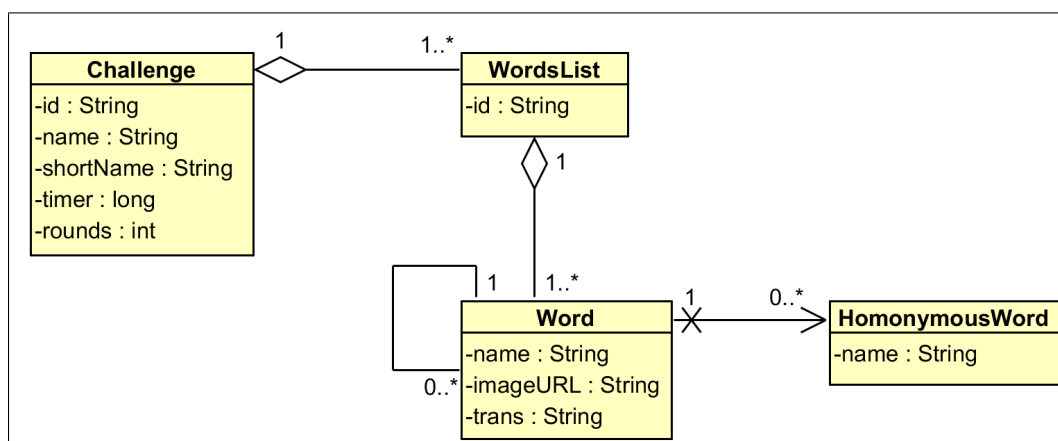 1
1..*
Challenge
-id : String
-name : String
-shortName : String
-timer : long
-rounds : int
WordsList
-id : String
1
1
1..*
0..*
Word
-name : String
-imageURL : String
-trans : String
1
0..*
HomonymousWord
-name : String